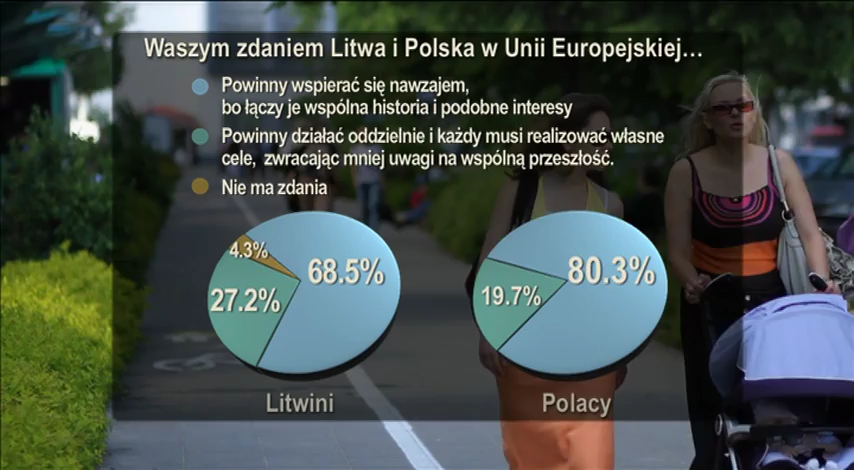 Waszym zdaniem Litwa i Polska w Unii Europejskiej...
Powinny wspierać się nawzajem,
bo łączy je wspólna historia i podobne interesy
Powinny działać oddzielnie i każdy musi realizować własne
cele, zwracając mniej uwagi na wspólną przeszłość.
Nie ma zdania
4.3%
68.5%
27.2%
80.3%
19.7%
Litwini
Polacy